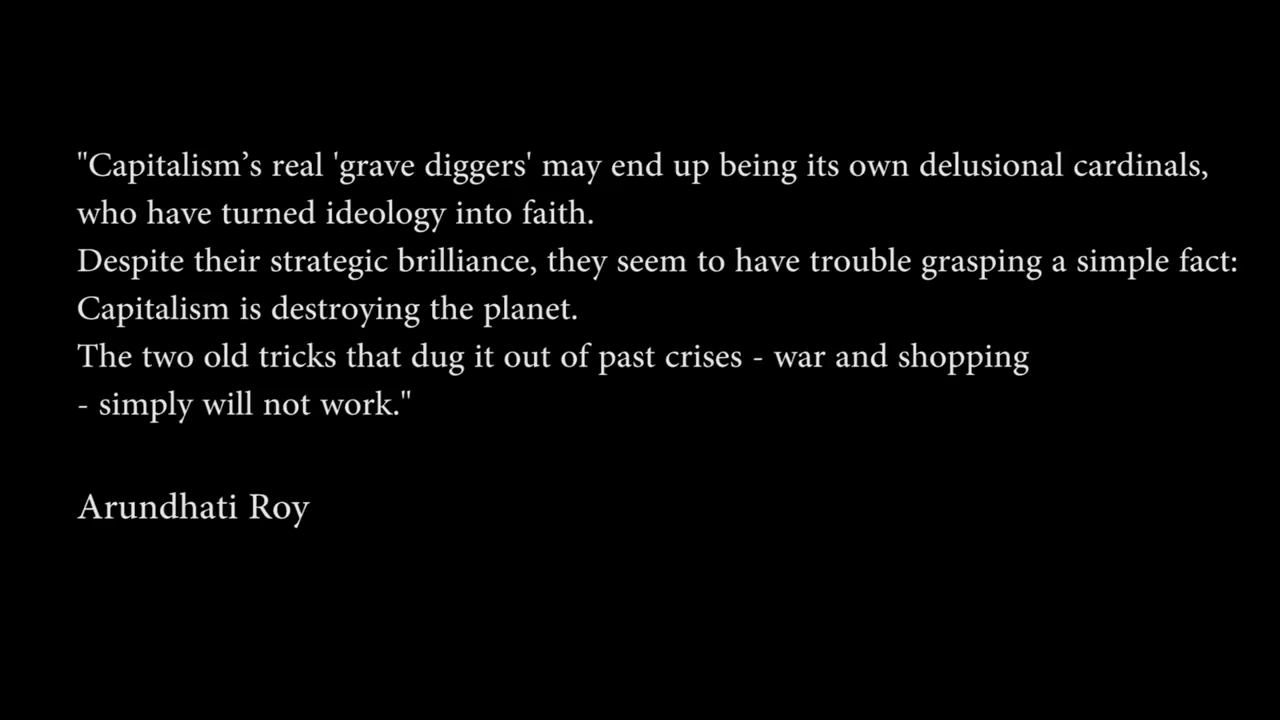 "Capitalism’s real 'grave diggers' may end up being its own delusional cardinals,
who have turned ideology into faith.
Despite their strategic brilliance, they seem to have trouble grasping a simple fact:
Capitalism is destroying the planet.
The two old tricks that dug it out of past crises - war and shopping
- simply will not work."
Arundhati Roy